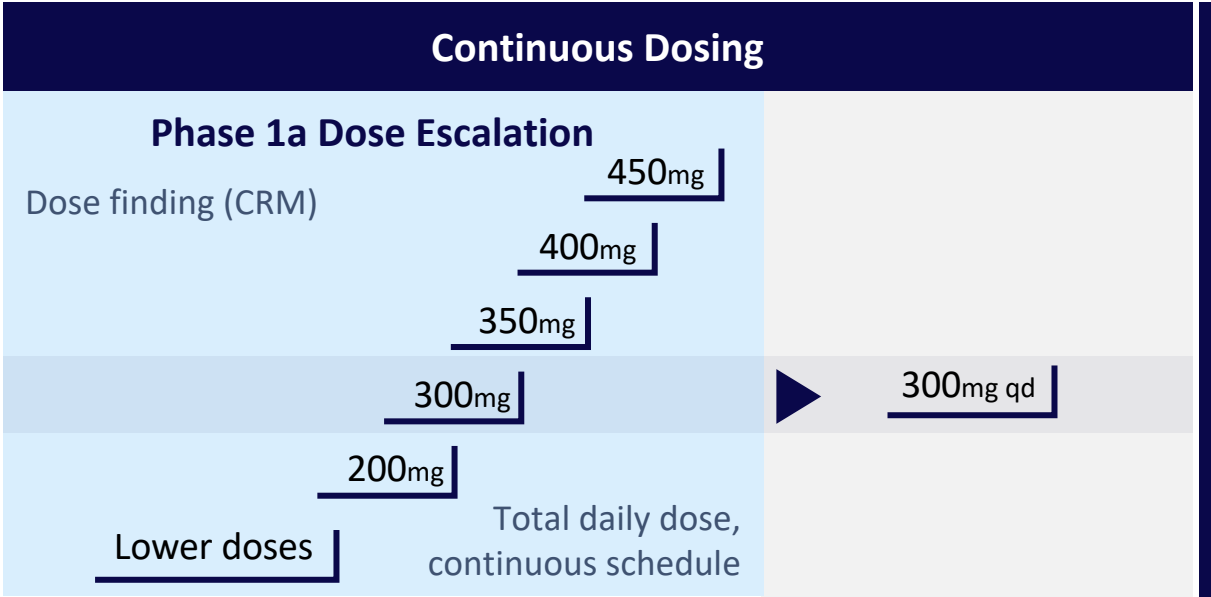 Continuous Dosing
Phase 1a Dose Escalation
Dose finding (CRM)
450mg
400mg
350mg
300mg
300mg qd
200mg
Lower doses
Total daily dose,
continuous schedule